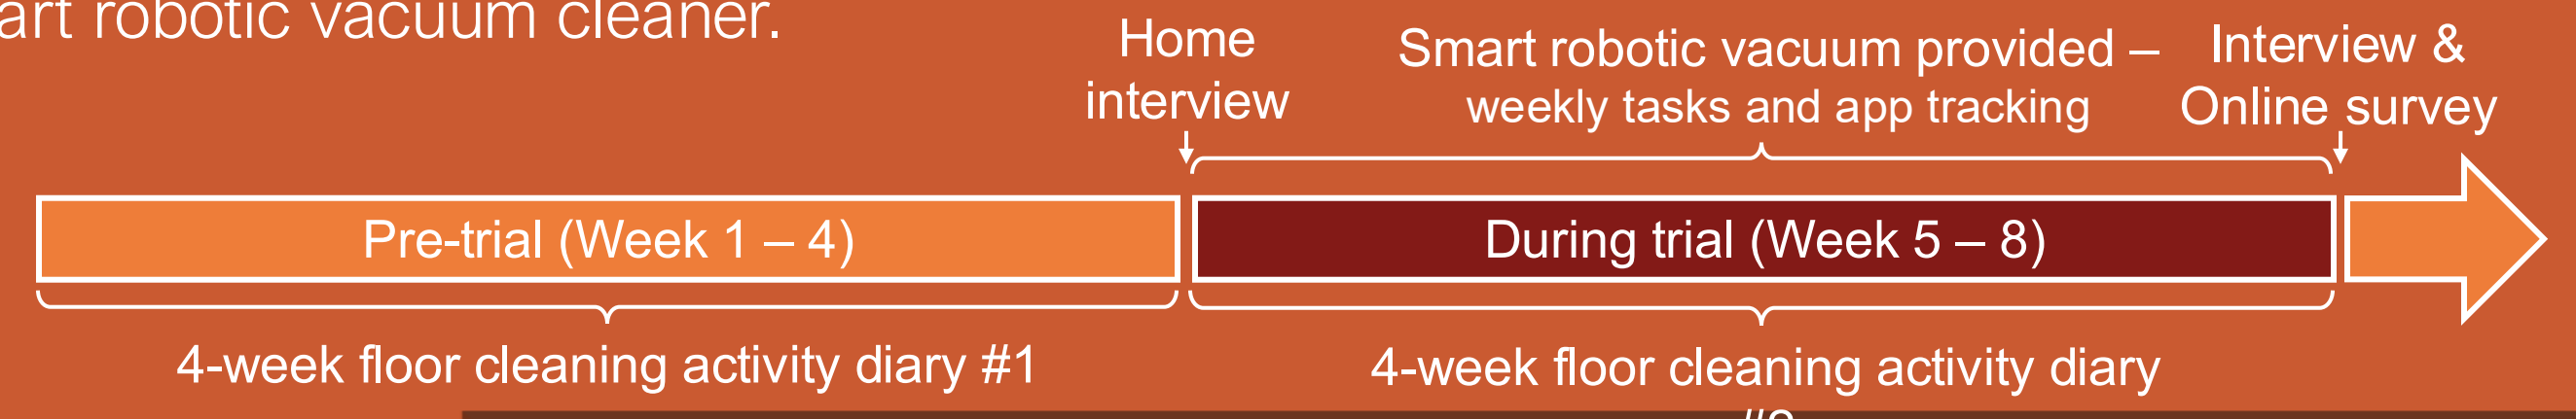 art robotic vacuum cleaner.
Home
interview
Smart robotic vacuum provided –
weekly tasks and app tracking
Interview &
Online survey
Pre-trial (Week 1 – 4)
During trial (Week 5 – 8)
4-week floor cleaning activity diary #1
4-week floor cleaning activity diary